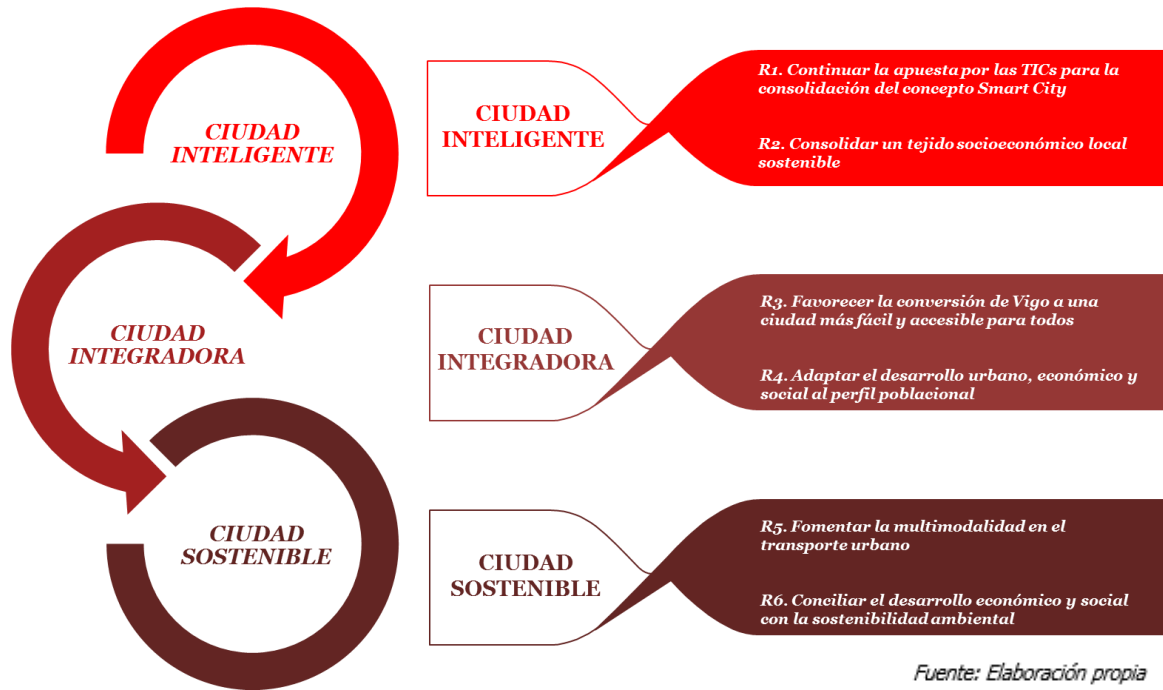 CIUDAD
INTELIGENTE
CIUDAD
INTELIGENTE
R1. Continuar la apuesta por las TICs para la
consolidación del concepto Smart City
R2. Consolidar un tejido socioeconómico local
sostenible
CIUDAD
INTEGRADORA
CIUDAD
INTEGRADORA
R3. Favorecer la conversión de Vigo a una
ciudad más fácil y accesible para todos
R4. Adaptar el desarrollo urbano, económico y
social al perfil poblacional
CIUDAD
SOSTENIBLE
CIUDAD
SOSTENIBLE
R5. Fomentar la multimodalidad en el
transporte urbano
R6. Conciliar el desarrollo económico y social
con la sostenibilidad ambiental
Fuente: Elaboración propia